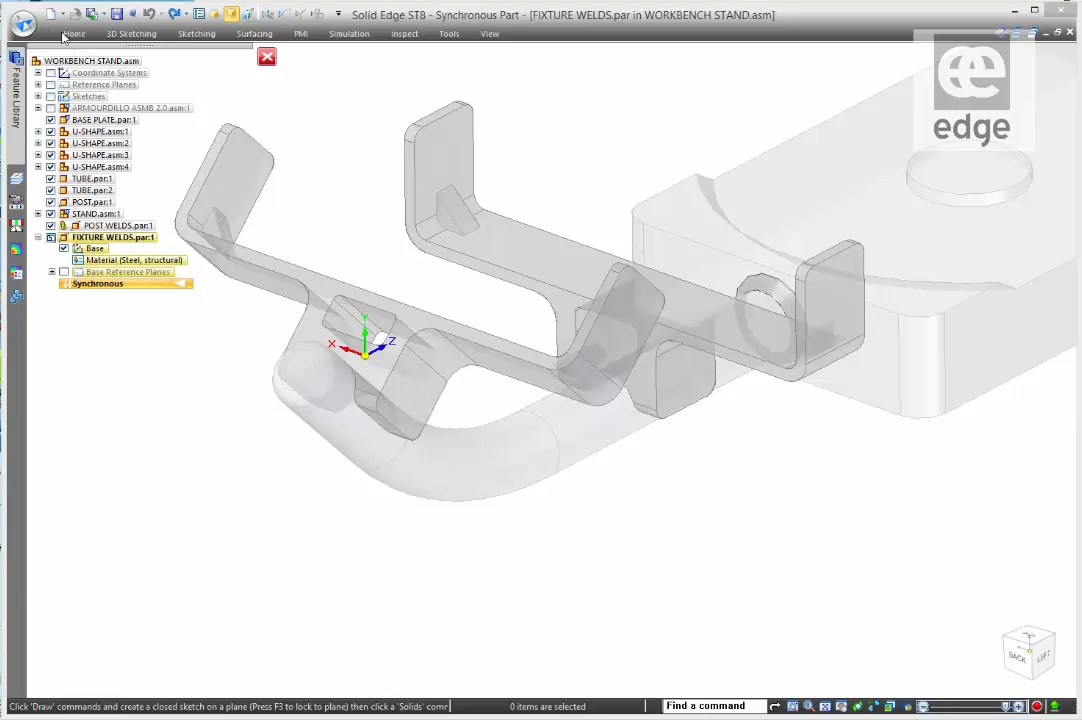 Solid Edge ST8 - Synchronous Part - [FIXTURE WELDS.par in WORKBENCH STAND.asm]
Home 3D Sketching Sketching Surfacing PMI Simulation Inspect Tools View
edge
Feature Library
WORKBENCH STAND.asm
Coordinate Systems
Reference Planes
Sketches
ARMOURDILLO ASMB 2.0.asm:1
BASE PLATE.par:1
U-SHAPE.asm:1
U-SHAPE.asm:2
U-SHAPE.asm:3
U-SHAPE.asm:4
TUBE.par:1
TUBE.par:2
POST.par:1
STAND.asm:1
POST WELDS.par:1
FIXTURE WELDS.par:1
Base
Material (Steel, structural)
Base Reference Planes
Synchronous
Y
X
Z
BACK
LEFT
Click 'Draw' commands and create a closed sketch on a plane (Press F3 to lock to plane) then click a 'Solids' comm
0 items are selected
Find a command